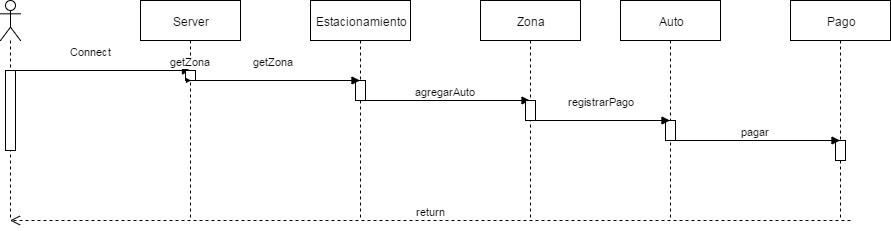 Server
Estacionamiento
Zona
Auto
Pago
Connect
getZona
getZona
agregarAuto
registrarPago
pagar
return